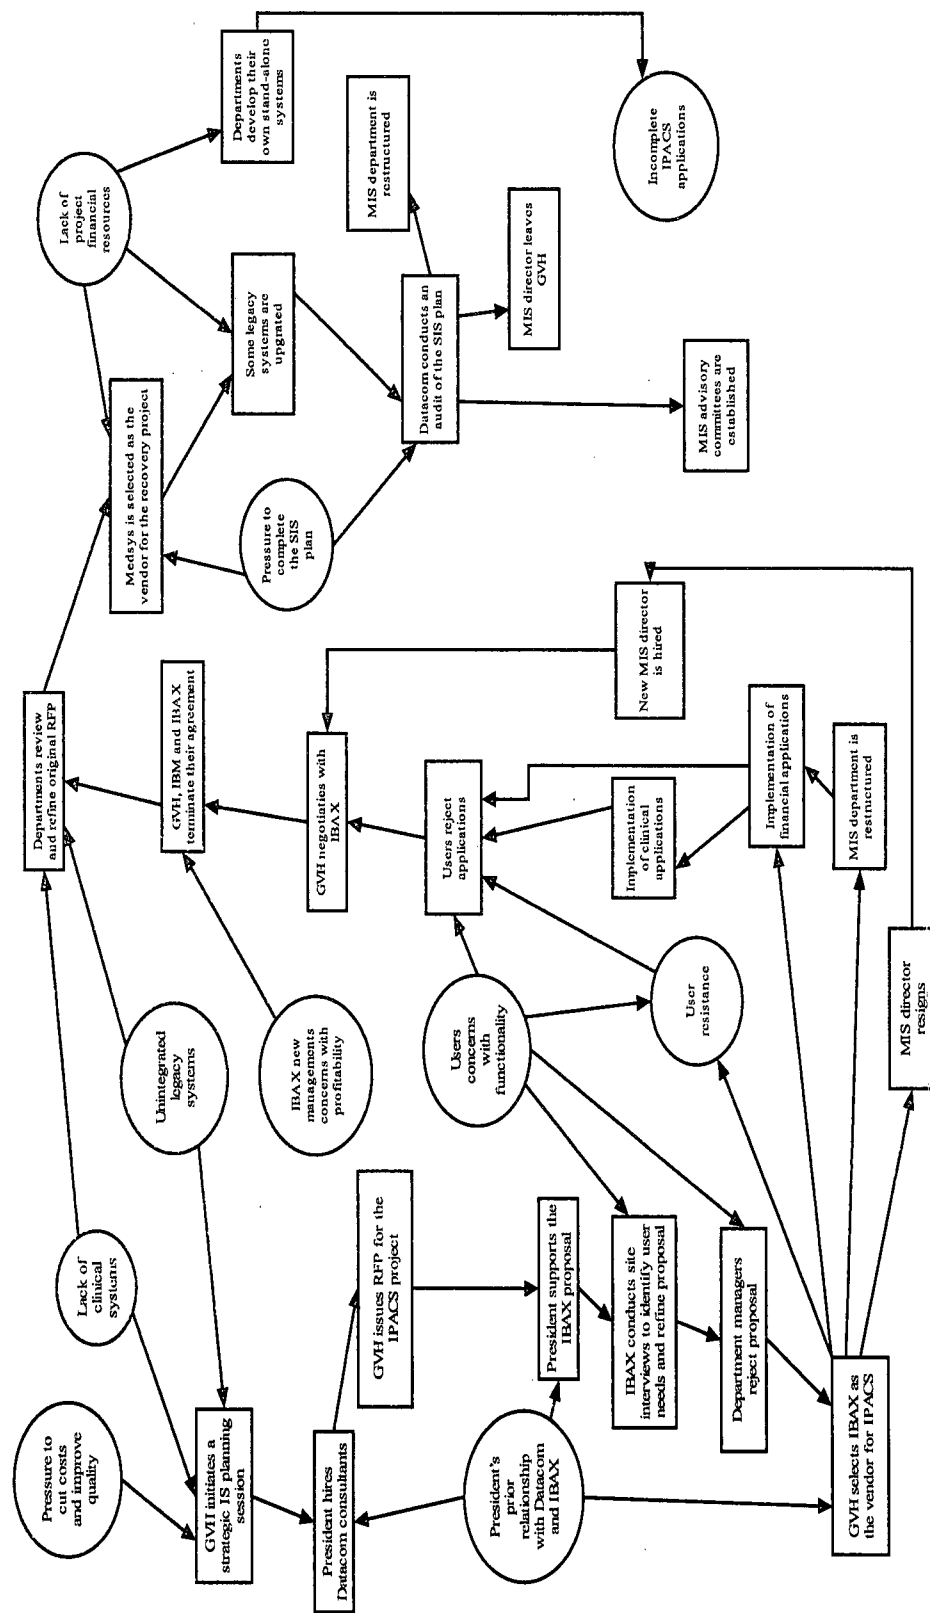 Pressure to
cut costs
and improve
quality
Lack of
clinical
systems
Unintegrated
legacy
systems
Departments review
and refine original RFP
Lack of
project
financial
resources
Departments
develop their
own stand-alone
systems
GVH initiates a
strategic IS planning
session
GVH, IBM and IBAX
terminate their agreement
Medsys is selected as the
vendor for the recovery project
Some legacy
systems are
upgrated
President hires
Datacom consultants
GVH issues RFP for the
IPACS project
IBAX new
managements
concerns with
profitability
GVH negotiaties with
IBAX
Pressure to
complete
the SIS
plan
Datacom conducts an
audit of the SIS plan
MIS department is
restructured
President's
prior
relationship
with Datacom
and IBAX
President supports the
IBAX proposal
Users
concerns
with
functionality
Users reject
applications
MIS director leaves
GVH
IBAX conducts site
interviews to identify user
needs and refine proposal
User
resistance
Implementation
of clinical
applications
New MIS director
is hired
MIS advisory
committees are
established
Incomplete
IPACS
applications
Department managers
reject proposal
Implementation of
financial applications
GVH selects IBAX as
the vendor for IPACS
MIS department is
restructured
MIS director
resigns